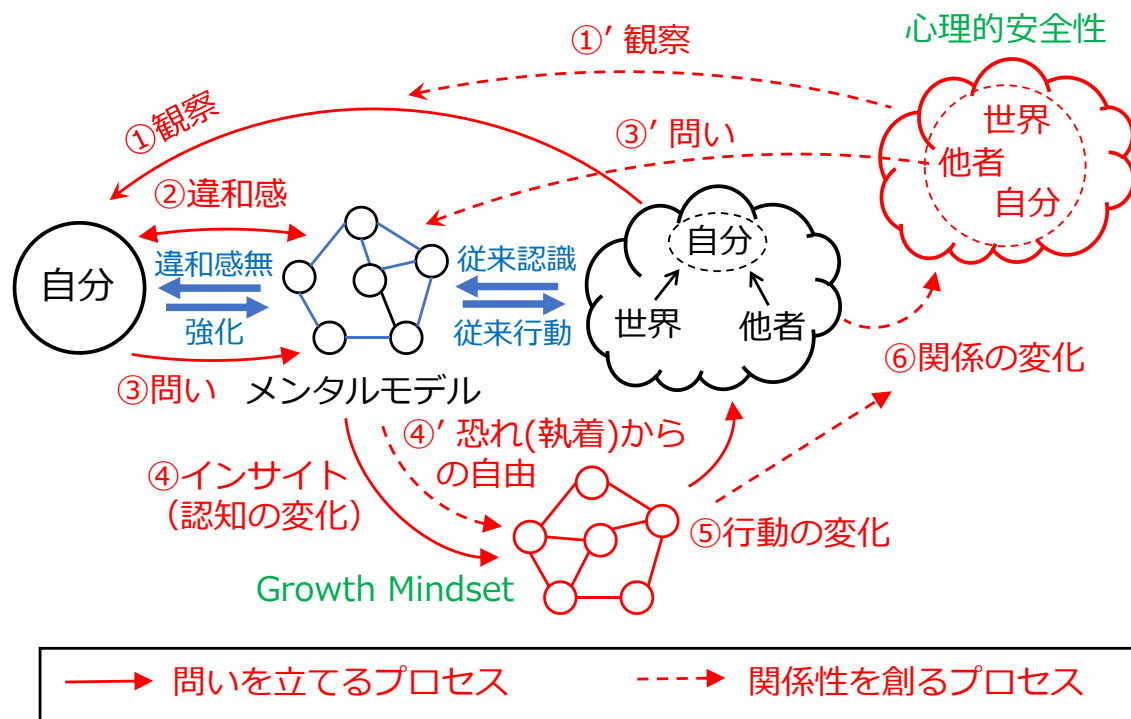 心理的安全性
①’ 観察
①観察
世界
他者
自分
③’ 問い
②違和感
自分
違和感無
強化
従来認識
従来行動
自分
世界
他者
③問い
メンタルモデル
⑥関係の変化
④’ 恐れ(執着)から
の自由
④インサイト
（認知の変化）
⑤行動の変化
Growth Mindset
問いを立てるプロセス
関係性を創るプロセス